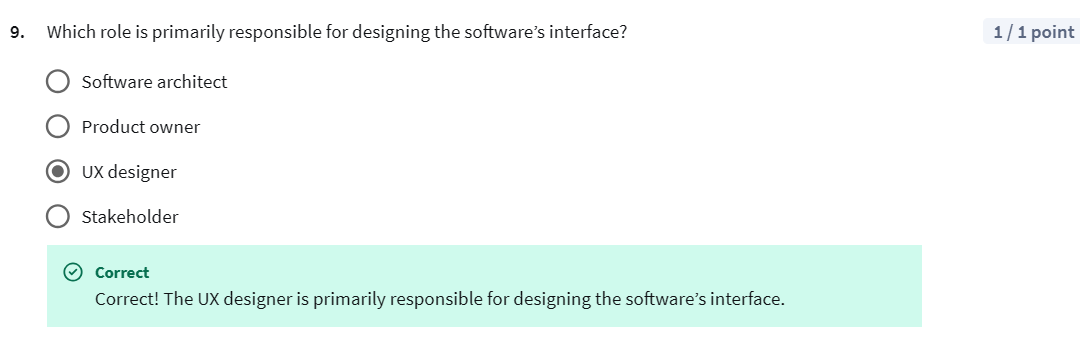 9. Which role is primarily responsible for designing the software’s interface?
1 / 1 point
Software architect
Product owner
UX designer
Stakeholder
Correct
Correct! The UX designer is primarily responsible for designing the software’s interface.